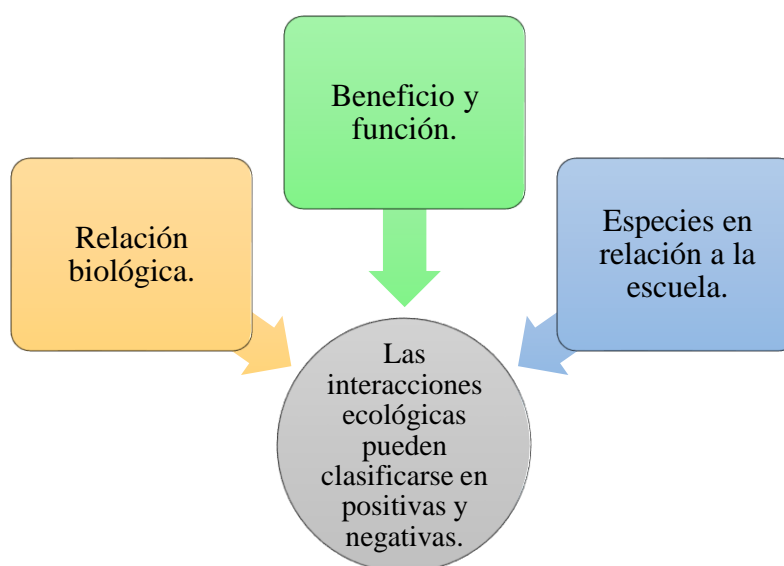 Beneficio y
función.
Relación
biológica.
Especies en
relación a la
escuela.
Las
interacciones
ecológicas
pueden
clasificarse en
positivas y
negativas.